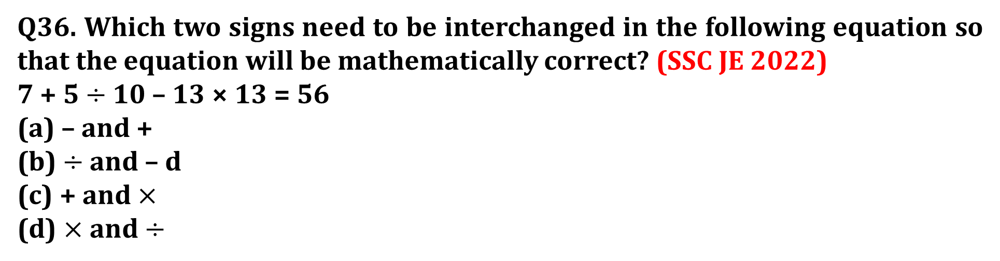 Q36. Which two signs need to be interchanged in the following equation so
that the equation will be mathematically correct? (SSC JE 2022)
7 + 5 ÷ 10 – 13 × 13 = 56
(a) – and +
(b) ÷ and – d
(c) + and ×
(d) × and ÷